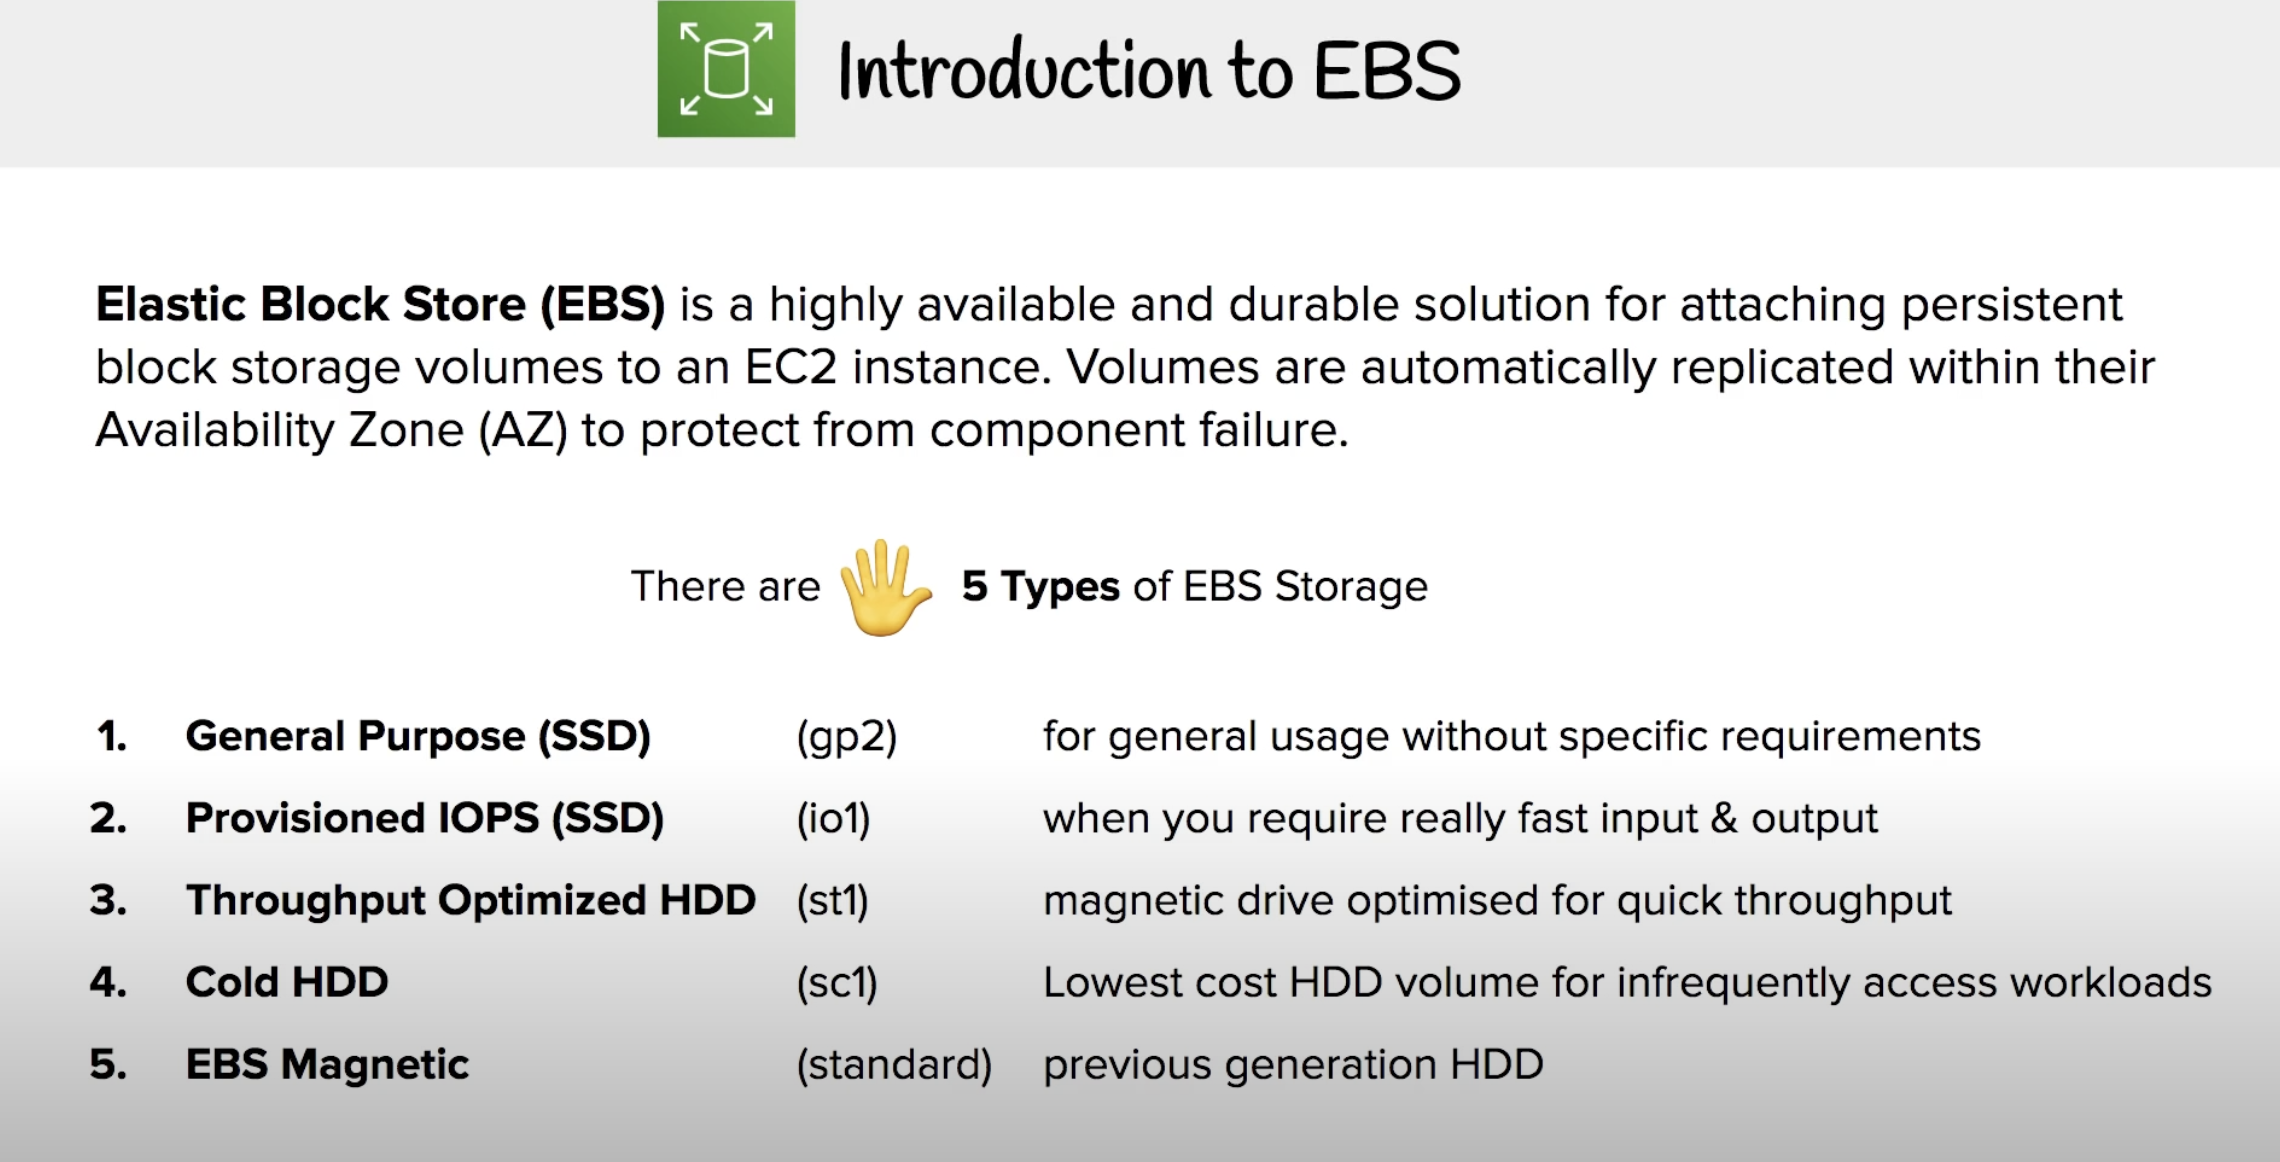 Introduction to EBS
Elastic Block Store (EBS) is a highly available and durable solution for attaching persistent
block storage volumes to an EC2 instance. Volumes are automatically replicated within their
Availability Zone (AZ) to protect from component failure.
There are 🖐 5 Types of EBS Storage
1. General Purpose (SSD) (gp2) for general usage without specific requirements
2. Provisioned IOPS (SSD) (io1) when you require really fast input & output
3. Throughput Optimized HDD (st1) magnetic drive optimised for quick throughput
4. Cold HDD (sc1) Lowest cost HDD volume for infrequently access workloads
5. EBS Magnetic (standard) previous generation HDD